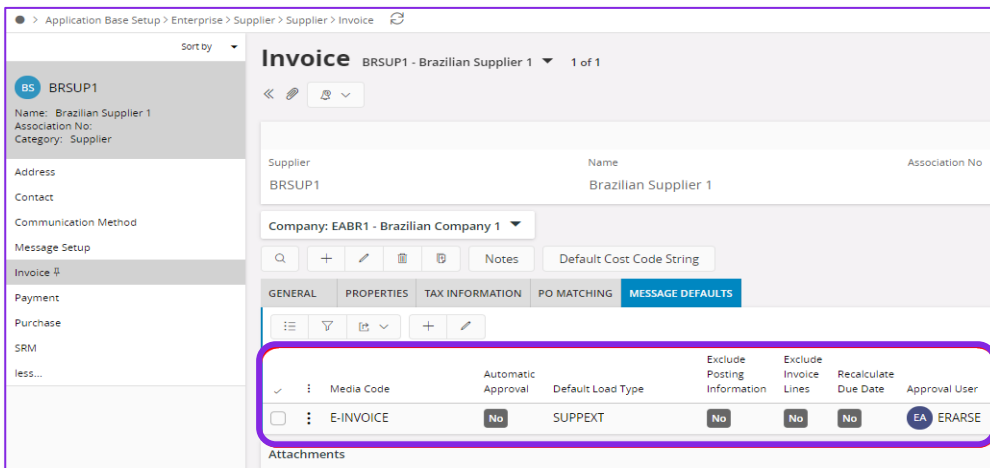 > Application Base Setup > Enterprise > Supplier > Supplier > Invoice
Sort by
BS BRSUP1
Name: Brazilian Supplier 1
Association No:
Category: Supplier
Address
Contact
Communication Method
Message Setup
Invoice
Payment
Purchase
SRM
less...
Invoice BRSUP1 - Brazilian Supplier 1 1 of 1
Supplier Name Association No
BRSUP1 Brazilian Supplier 1
Company: EABR1 - Brazilian Company 1
Notes Default Cost Code String
GENERAL PROPERTIES TAX INFORMATION PO MATCHING MESSAGE DEFAULTS
Media Code Automatic Approval Default Load Type Exclude Posting Information Exclude Invoice Lines Recalculate Due Date Approval User
E-INVOICE No SUPPEXT No No No EA ERARSE
Attachments